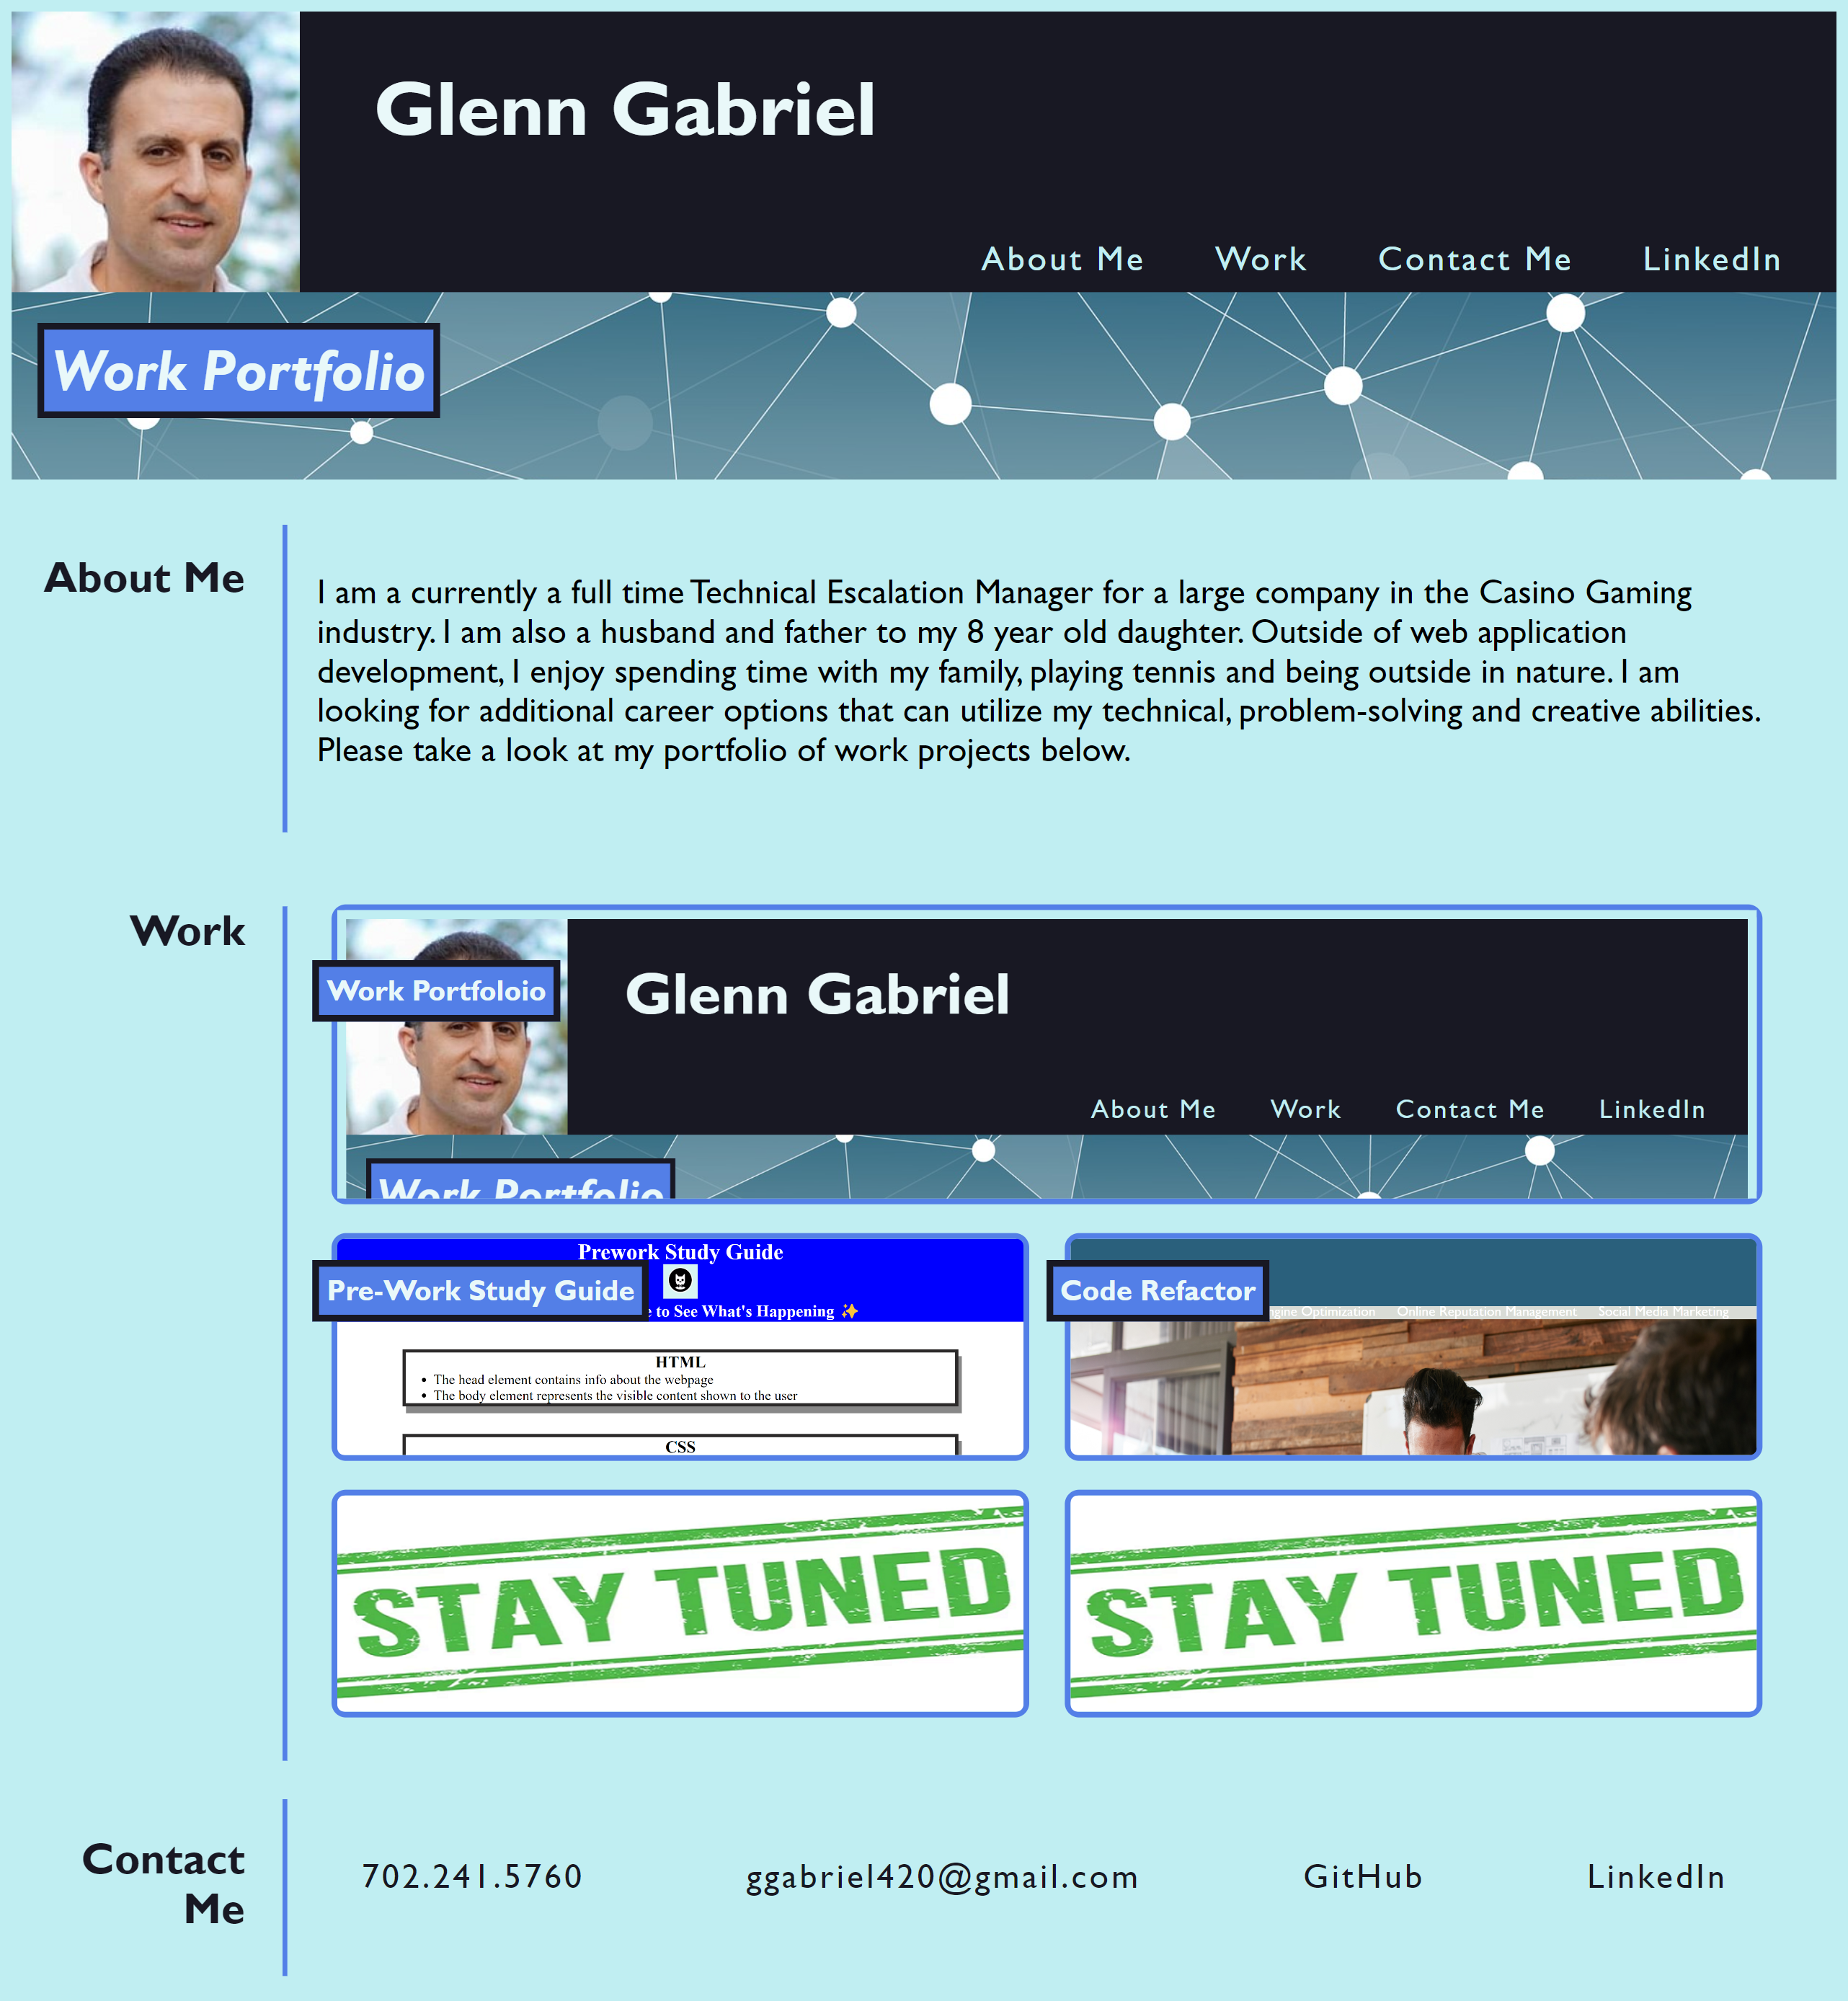 Glenn Gabriel
About Me Work Contact Me LinkedIn
Work Portfolio
About Me
I am a currently a full time Technical Escalation Manager for a large company in the Casino Gaming
industry. I am also a husband and father to my 8 year old daughter. Outside of web application
development, I enjoy spending time with my family, playing tennis and being outside in nature. I am
looking for additional career options that can utilize my technical, problem-solving and creative abilities.
Please take a look at my portfolio of work projects below.
Work
Work Portfoloio
Glenn Gabriel
About Me Work Contact Me LinkedIn
Work Portfolio
Prework Study Guide
Pre-Work Study Guide
to See What's Happening ✨
HTML
• The head element contains info about the webpage
• The body element represents the visible content shown to the user
CSS
Code Refactor
Optimization Online Reputation Management Social Media Marketing
STAY TUNED
STAY TUNED
Contact
Me
702.241.5760 ggabriel420@gmail.com GitHub LinkedIn